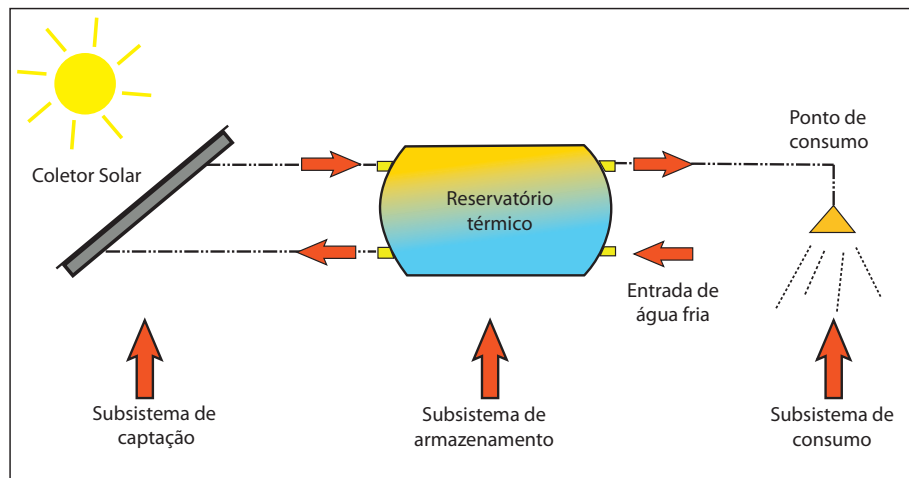 Coletor Solar
Reservatório
térmico
Ponto de
consumo
Entrada de
água fria
Subsistema de
captação
Subsistema de
armazenamento
Subsistema de
consumo